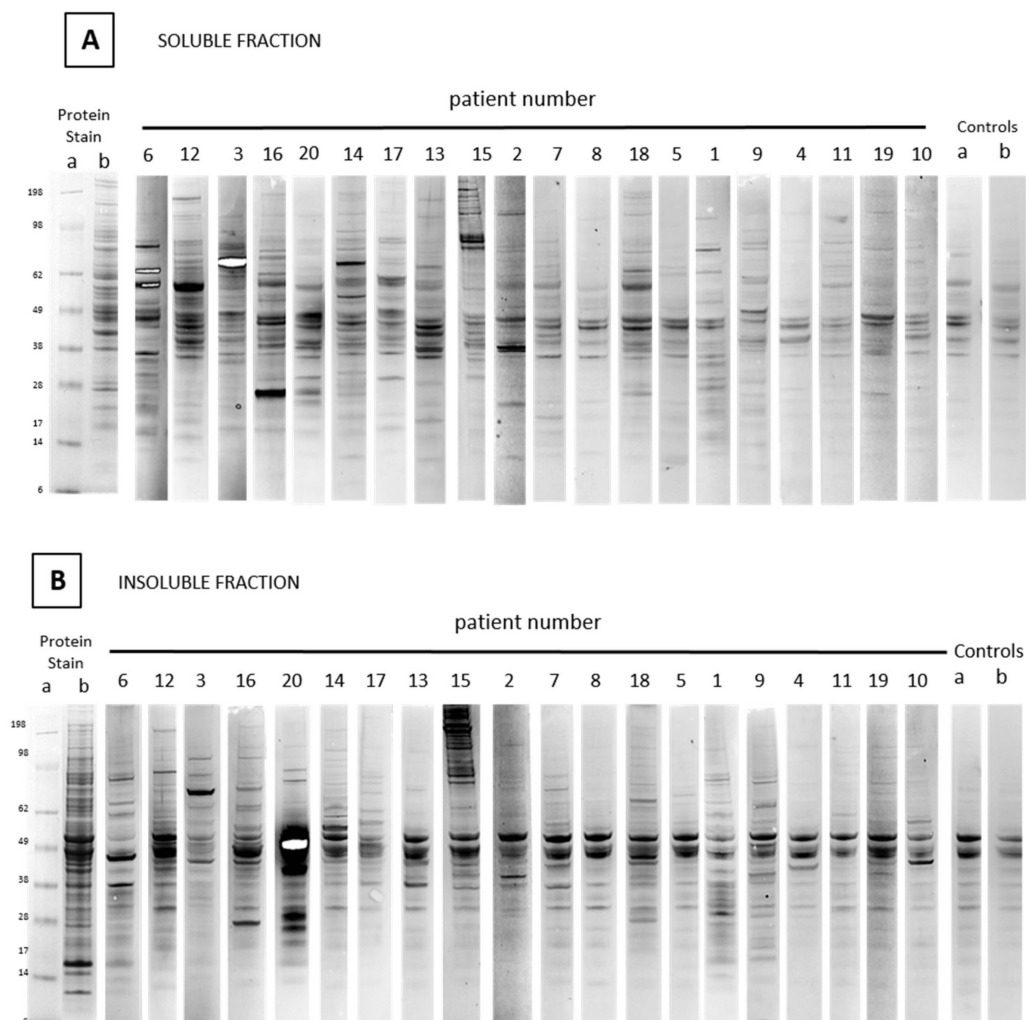 A SOLUBLE FRACTION
patient number
Protein
Stain
Controls
a b 6 12 3 16 20 14 17 13 15 2 7 8 18 5 1 9 4 11 19 10 a b
198
98
62
49
38
28
17
14
6
B INSOLUBLE FRACTION
patient number
Protein
Stain
Controls
a b 6 12 3 16 20 14 17 13 15 2 7 8 18 5 1 9 4 11 19 10 a b
198
98
62
49
38
28
17
14